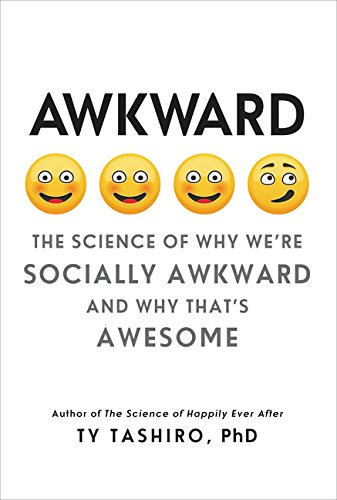 AWKWARD
THE SCIENCE OF WHY WE'RE
SOCIALLY AWKWARD
AND WHY THAT'S
AWESOME
Author of The Science of Happily Ever After
TY TASHIRO, PhD